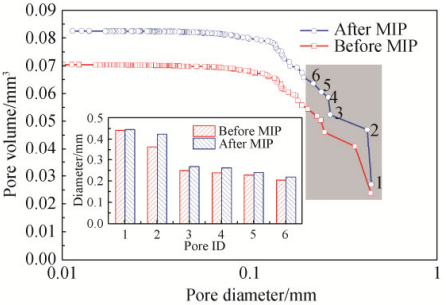 Pore volume/mm³
0.09
0.08
0.07
0.06
0.05
0.04
0.03
0.02
0.01
0.00
After MIP
Before MIP
6 5 4
3
2
1
Diameter/mm
0.5
0.4
0.3
0.2
0.1
0.0
Before MIP
After MIP
1 2 3 4 5 6
Pore ID
0.01 0.1 1
Pore diameter/mm